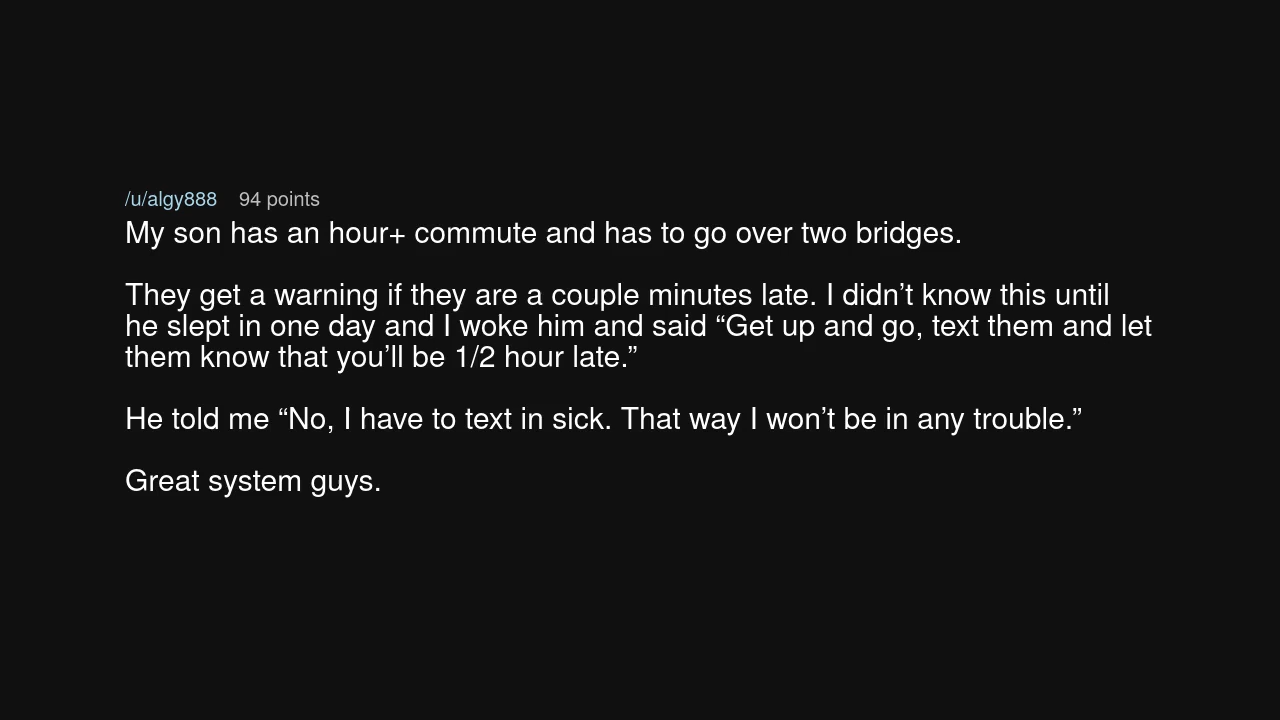 /u/algy888 94 points
My son has an hour+ commute and has to go over two bridges.
They get a warning if they are a couple minutes late. I didn’t know this until
he slept in one day and I woke him and said “Get up and go, text them and let
them know that you’ll be 1/2 hour late.”
He told me “No, I have to text in sick. That way I won’t be in any trouble.”
Great system guys.